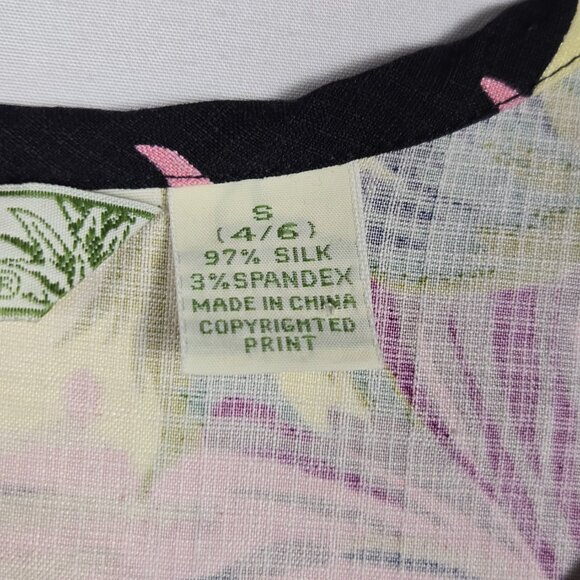 S
(4/6)
97% SILK
3% SPANDEX
MADE IN CHINA
COPYRIGHTED
PRINT
®